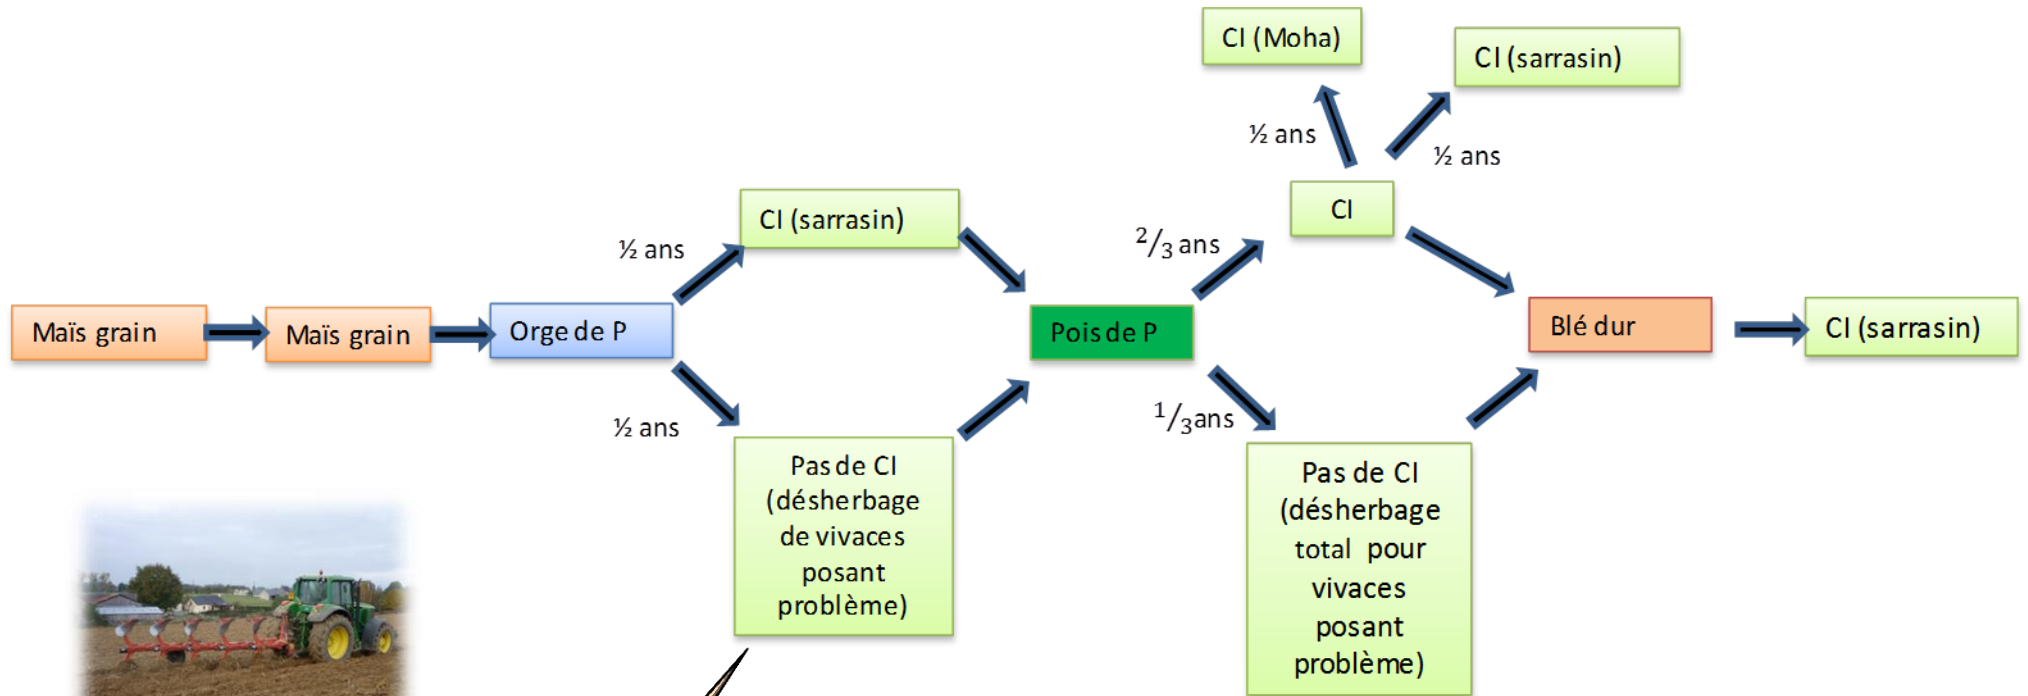 CI (Moha)
CI (sarrasin)
½ ans
½ ans
CI
CI (sarrasin)
½ ans
2/3 ans
Maïs grain
Maïs grain
Orge de P
Pois de P
Blé dur
CI (sarrasin)
½ ans
1/3ans
Pas de CI
(désherbage
de vivaces
posant
problème)
Pas de CI
(désherbage
total pour
vivaces
posant
problème)